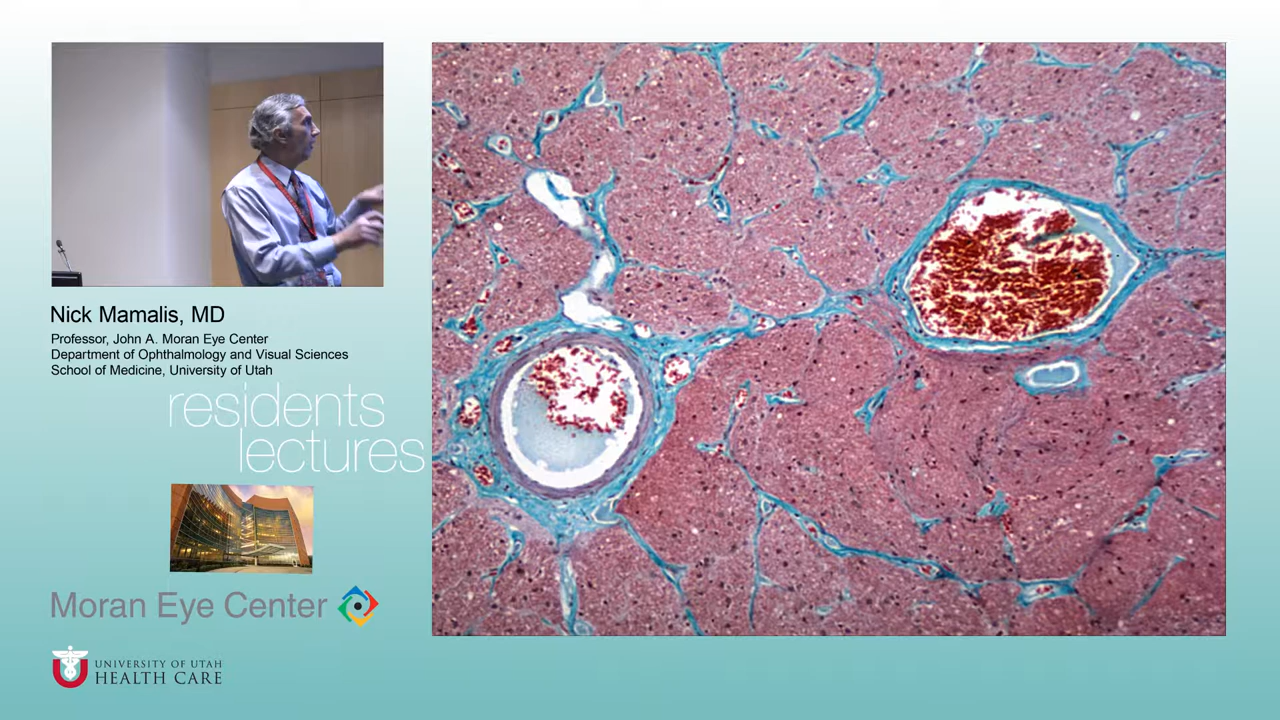 Nick Mamalis, MD
Professor, John A. Moran Eye Center
Department of Ophthalmology and Visual Sciences
School of Medicine, University of Utah
residents
lectures
Moran Eye Center
UNIVERSITY OF UTAH
HEALTH CARE